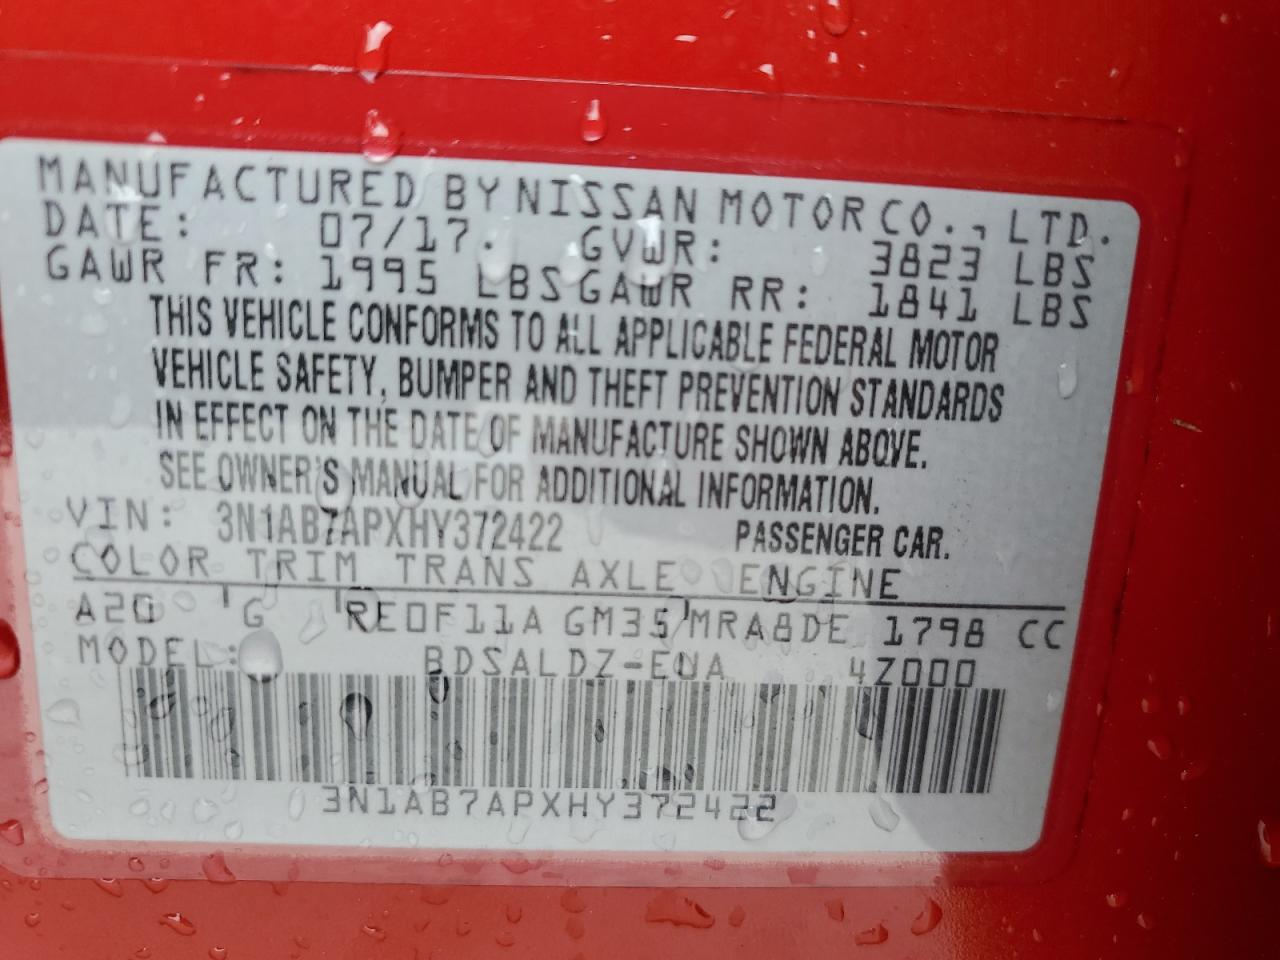 MANUFACTURED BY NISSAN MOTOR CO., LTD.
DATE: 07/17. GVWR: 3823 LBS
GAWR FR: 1995 LBS GAWR RR: 1841 LBS
THIS VEHICLE CONFORMS TO ALL APPLICABLE FEDERAL MOTOR
VEHICLE SAFETY, BUMPER AND THEFT PREVENTION STANDARDS
IN EFFECT ON THE DATE OF MANUFACTURE SHOWN ABOVE.
SEE OWNER'S MANUAL FOR ADDITIONAL INFORMATION.
VIN: 3N1AB7APXHY372422 PASSENGER CAR.
COLOR TRIM TRANS AXLE ENGINE
A20 G RE0F11A GM35 MRA8DE 1798 CC
MODEL: BDSALDZ-EUA 4Z000
3N1AB7APXHY372422